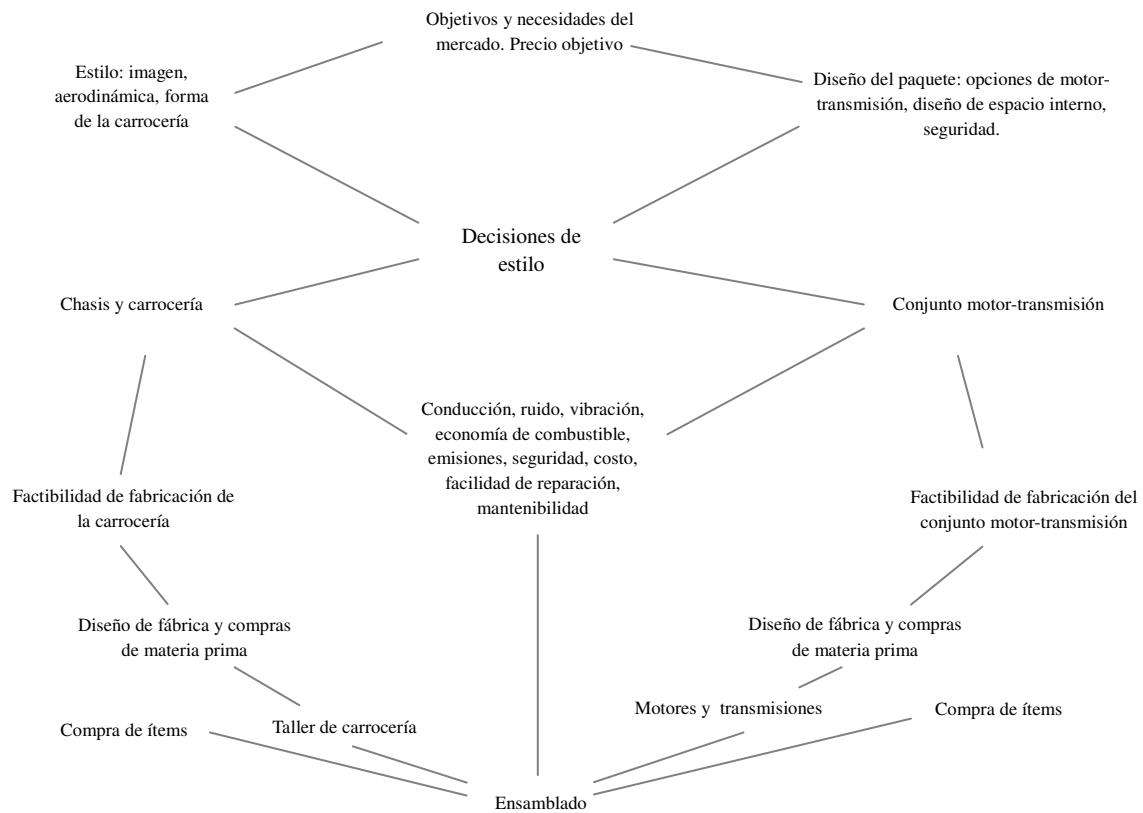 Objetivos y necesidades del
mercado. Precio objetivo
Estilo: imagen,
aerodinámica, forma
de la carrocería
Diseño del paquete: opciones de motor-
transmisión, diseño de espacio interno,
seguridad.
Decisiones de
estilo
Chasis y carrocería
Conjunto motor-transmisión
Conducción, ruido, vibración,
economía de combustible,
emisiones, seguridad, costo,
facilidad de reparación,
mantenibilidad
Factibilidad de fabricación de
la carrocería
Factibilidad de fabricación del
conjunto motor-transmisión
Diseño de fábrica y compras
de materia prima
Diseño de fábrica y compras
de materia prima
Compra de ítems
Taller de carrocería
Motores y  transmisiones
Compra de ítems
Ensamblado